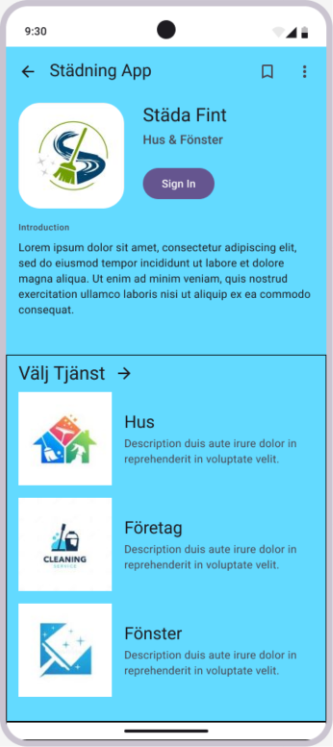 9:30
Städning App
Städa Fint
Hus & Fönster
Sign In
Introduction
Lorem ipsum dolor sit amet, consectetur adipiscing elit,
sed do eiusmod tempor incididunt ut labore et dolore
magna aliqua. Ut enim ad minim veniam, quis nostrud
exercitation ullamco laboris nisi ut aliquip ex ea commodo
consequat.
Välj Tjänst
Hus
Description duis aute irure dolor in
reprehenderit in voluptate velit.
CLEANING
SERVICE
Företag
Description duis aute irure dolor in
reprehenderit in voluptate velit.
Fönster
Description duis aute irure dolor in
reprehenderit in voluptate velit.